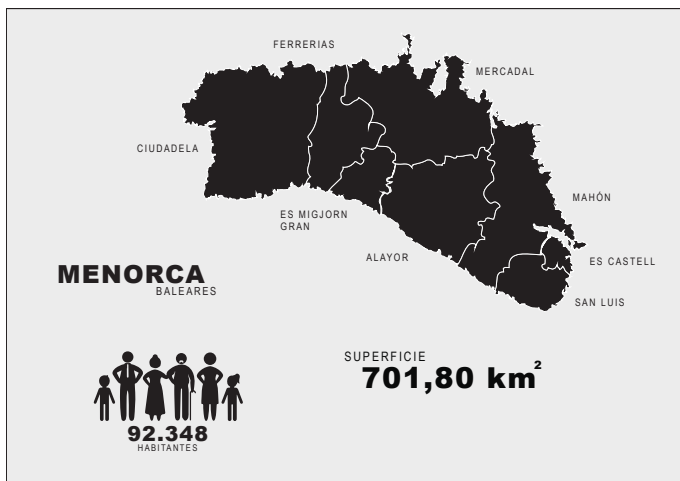 FERRERIAS
MERCADAL
CIUDADELA
MAHÓN
ES MIGJORN
GRAN
ALAYOR
ES CASTELL
MENORCA
BALEARES
SAN LUIS
SUPERFICIE
701,80 km²
92.348
HABITANTES